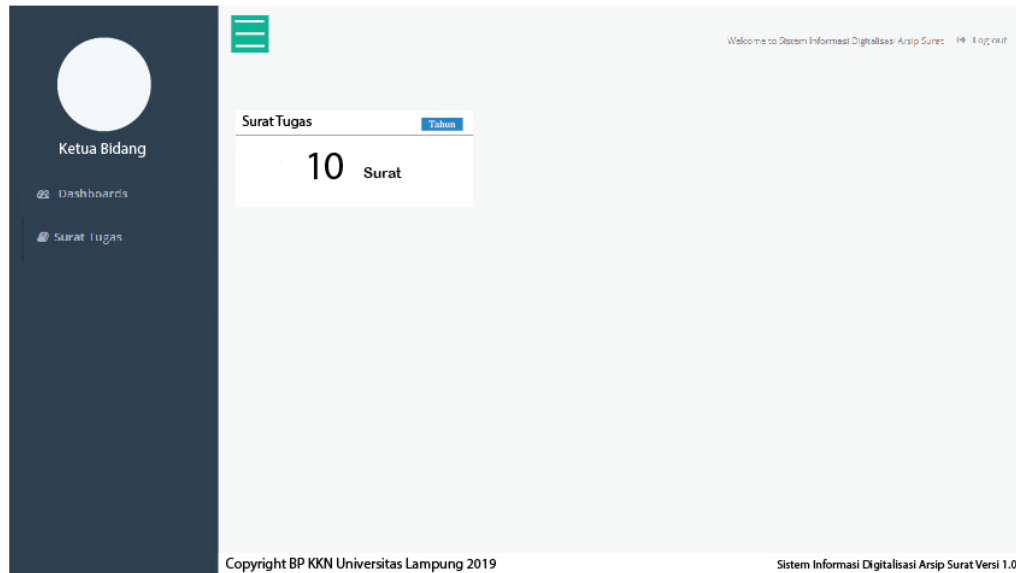 Welcome to Sistem Informasi Digitalisasi Arsip Surat Log out
Ketua Bidang
Dashboards
Surat Tugas
Surat Tugas Tahun
10 Surat
Copyright BP KKN Universitas Lampung 2019 Sistem Informasi Digitalisasi Arsip Surat Versi 1.0